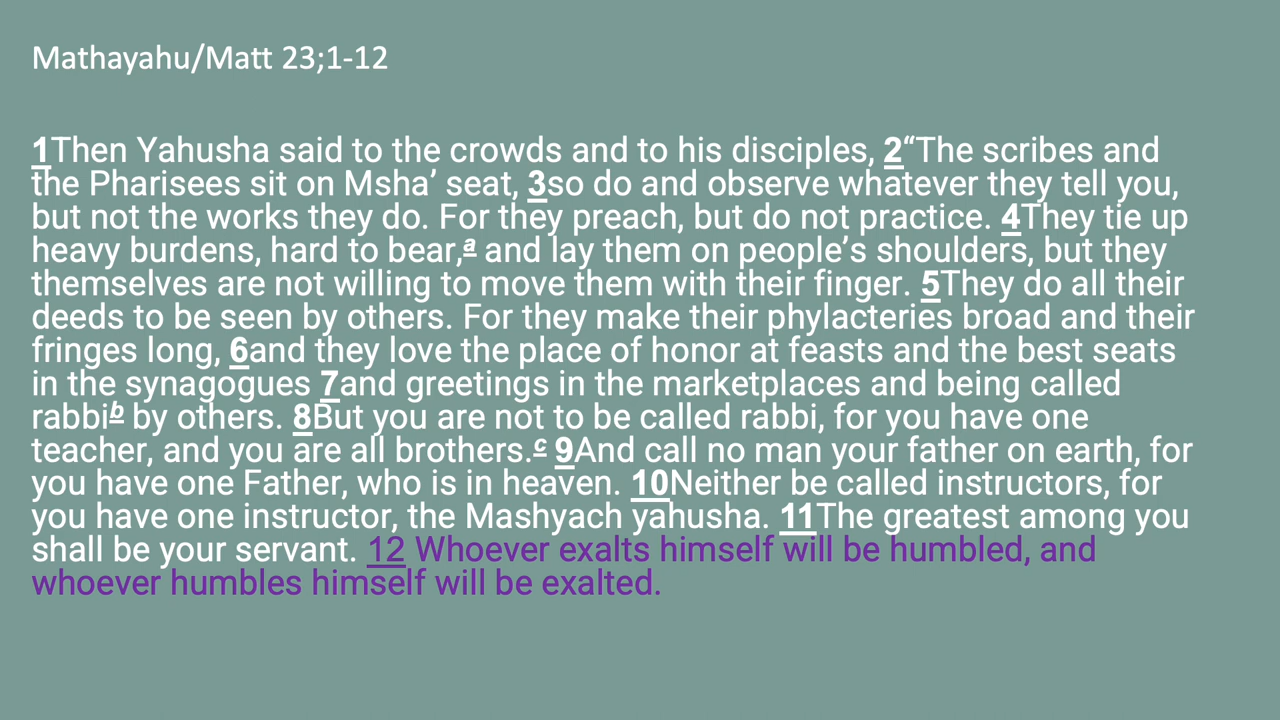 Mathayahu/Matt 23;1-12
1Then Yahusha said to the crowds and to his disciples, 2“The scribes and
the Pharisees sit on Msha’ seat, 3so do and observe whatever they tell you,
but not the works they do. For they preach, but do not practice. 4They tie up
heavy burdens, hard to bear,a and lay them on people’s shoulders, but they
themselves are not willing to move them with their finger. 5They do all their
deeds to be seen by others. For they make their phylacteries broad and their
fringes long, 6and they love the place of honor at feasts and the best seats
in the synagogues 7and greetings in the marketplaces and being called
rabbib by others. 8But you are not to be called rabbi, for you have one
teacher, and you are all brothers.c 9And call no man your father on earth, for
you have one Father, who is in heaven. 10Neither be called instructors, for
you have one instructor, the Mashyach yahusha. 11The greatest among you
shall be your servant. 12 Whoever exalts himself will be humbled, and
whoever humbles himself will be exalted.